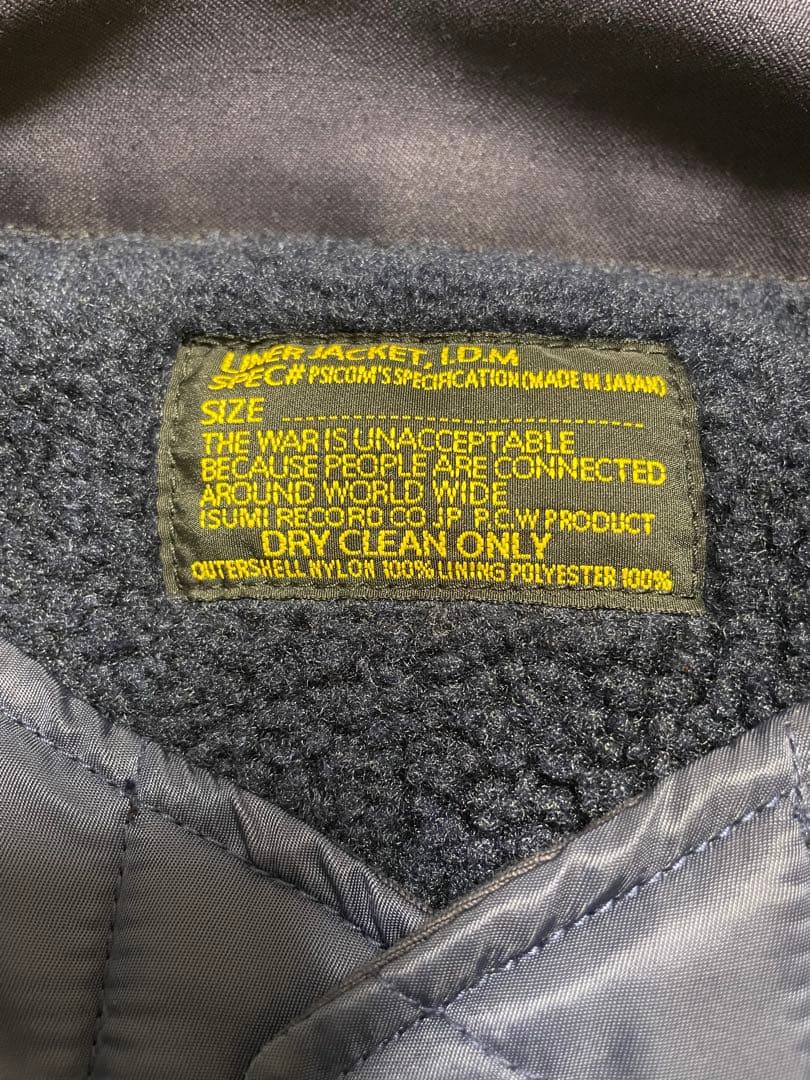 LINER JACKET, I.D.M
SPEC# PSICOM'S SPECIFICATION (MADE IN JAPAN)
SIZE
THE WAR IS UNACCEPTABLE
BECAUSE PEOPLE ARE CONNECTED
AROUND WORLD WIDE
ISUMI RECORD CO.JP P.C.W PRODUCT
DRY CLEAN ONLY
OUTERSHELL NYLON 100% LINING POLYESTER 100%